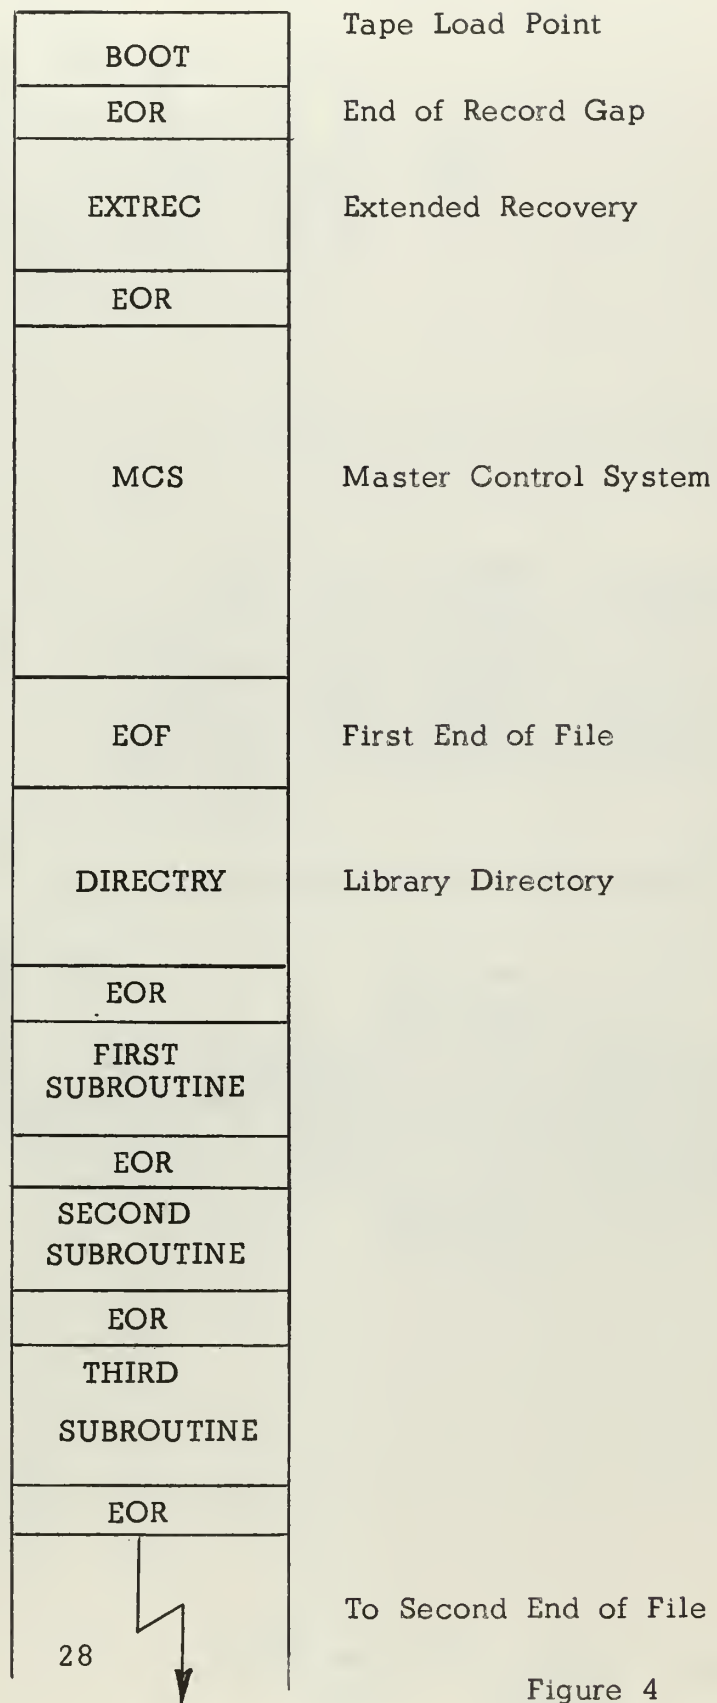 Tape Load Point
BOOT
EOR End of Record Gap
EXTREC Extended Recovery
EOR
MCS Master Control System
EOF First End of File
DIRECTRY Library Directory
EOR
FIRST
SUBROUTINE
EOR
SECOND
SUBROUTINE
EOR
THIRD
SUBROUTINE
EOR
To Second End of File
28
Figure 4